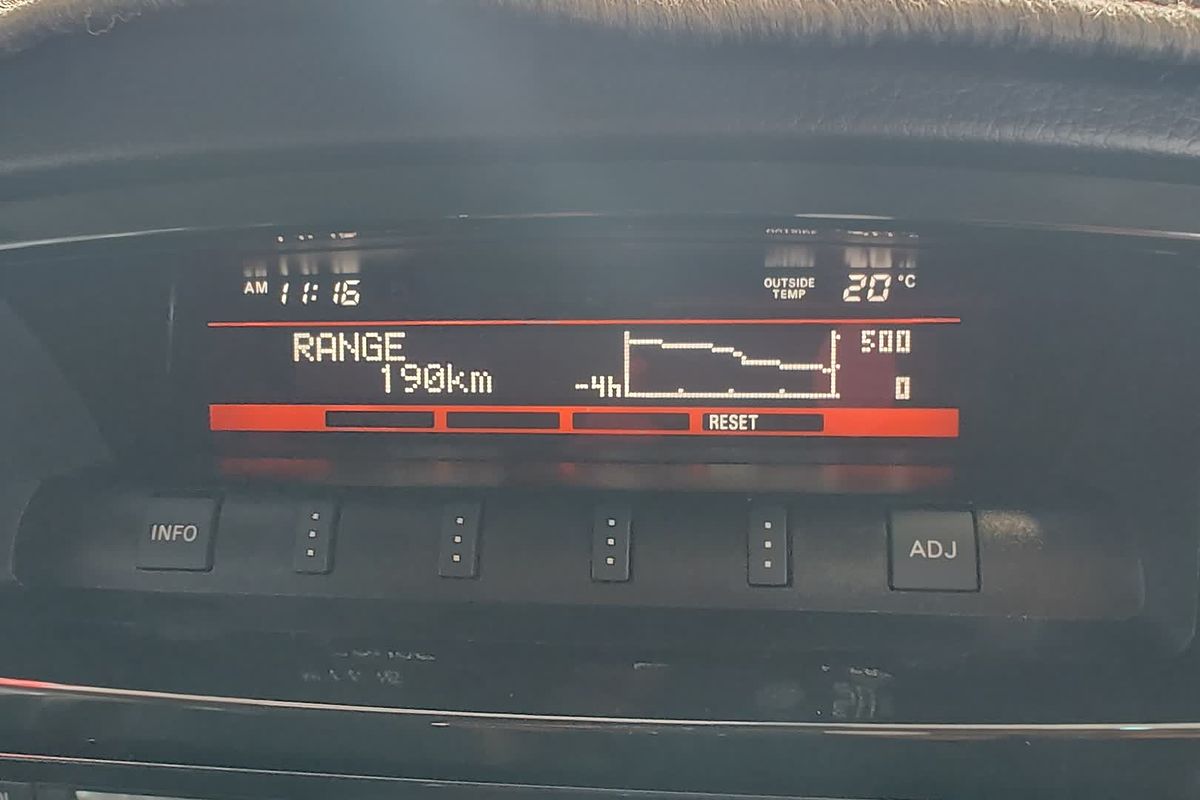 AM 11:16
OUTSIDE TEMP 20 °C
RANGE
190km
-4h
500
0
RESET
INFO
ADJ